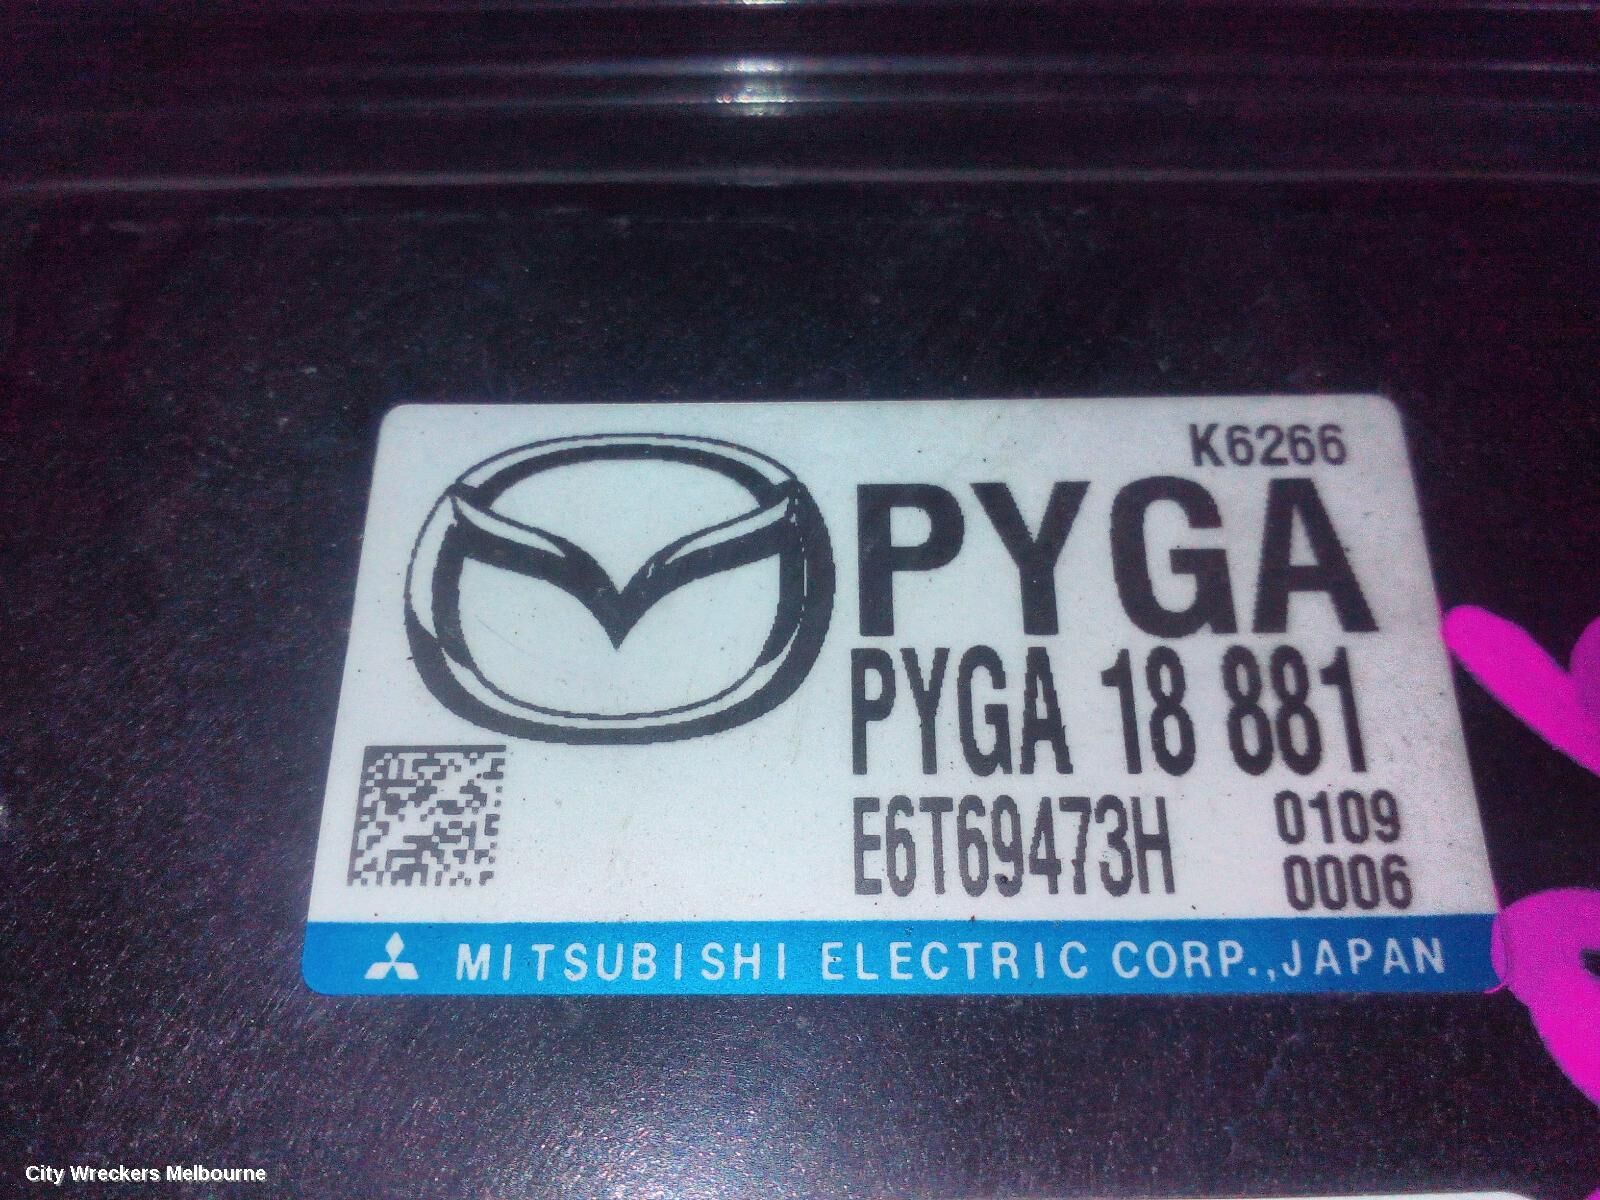 K6266
PYGA
PYGA 18 881
E6T69473H 0109
0006
MITSUBISHI ELECTRIC CORP.,JAPAN
City Wreckers Melbourne